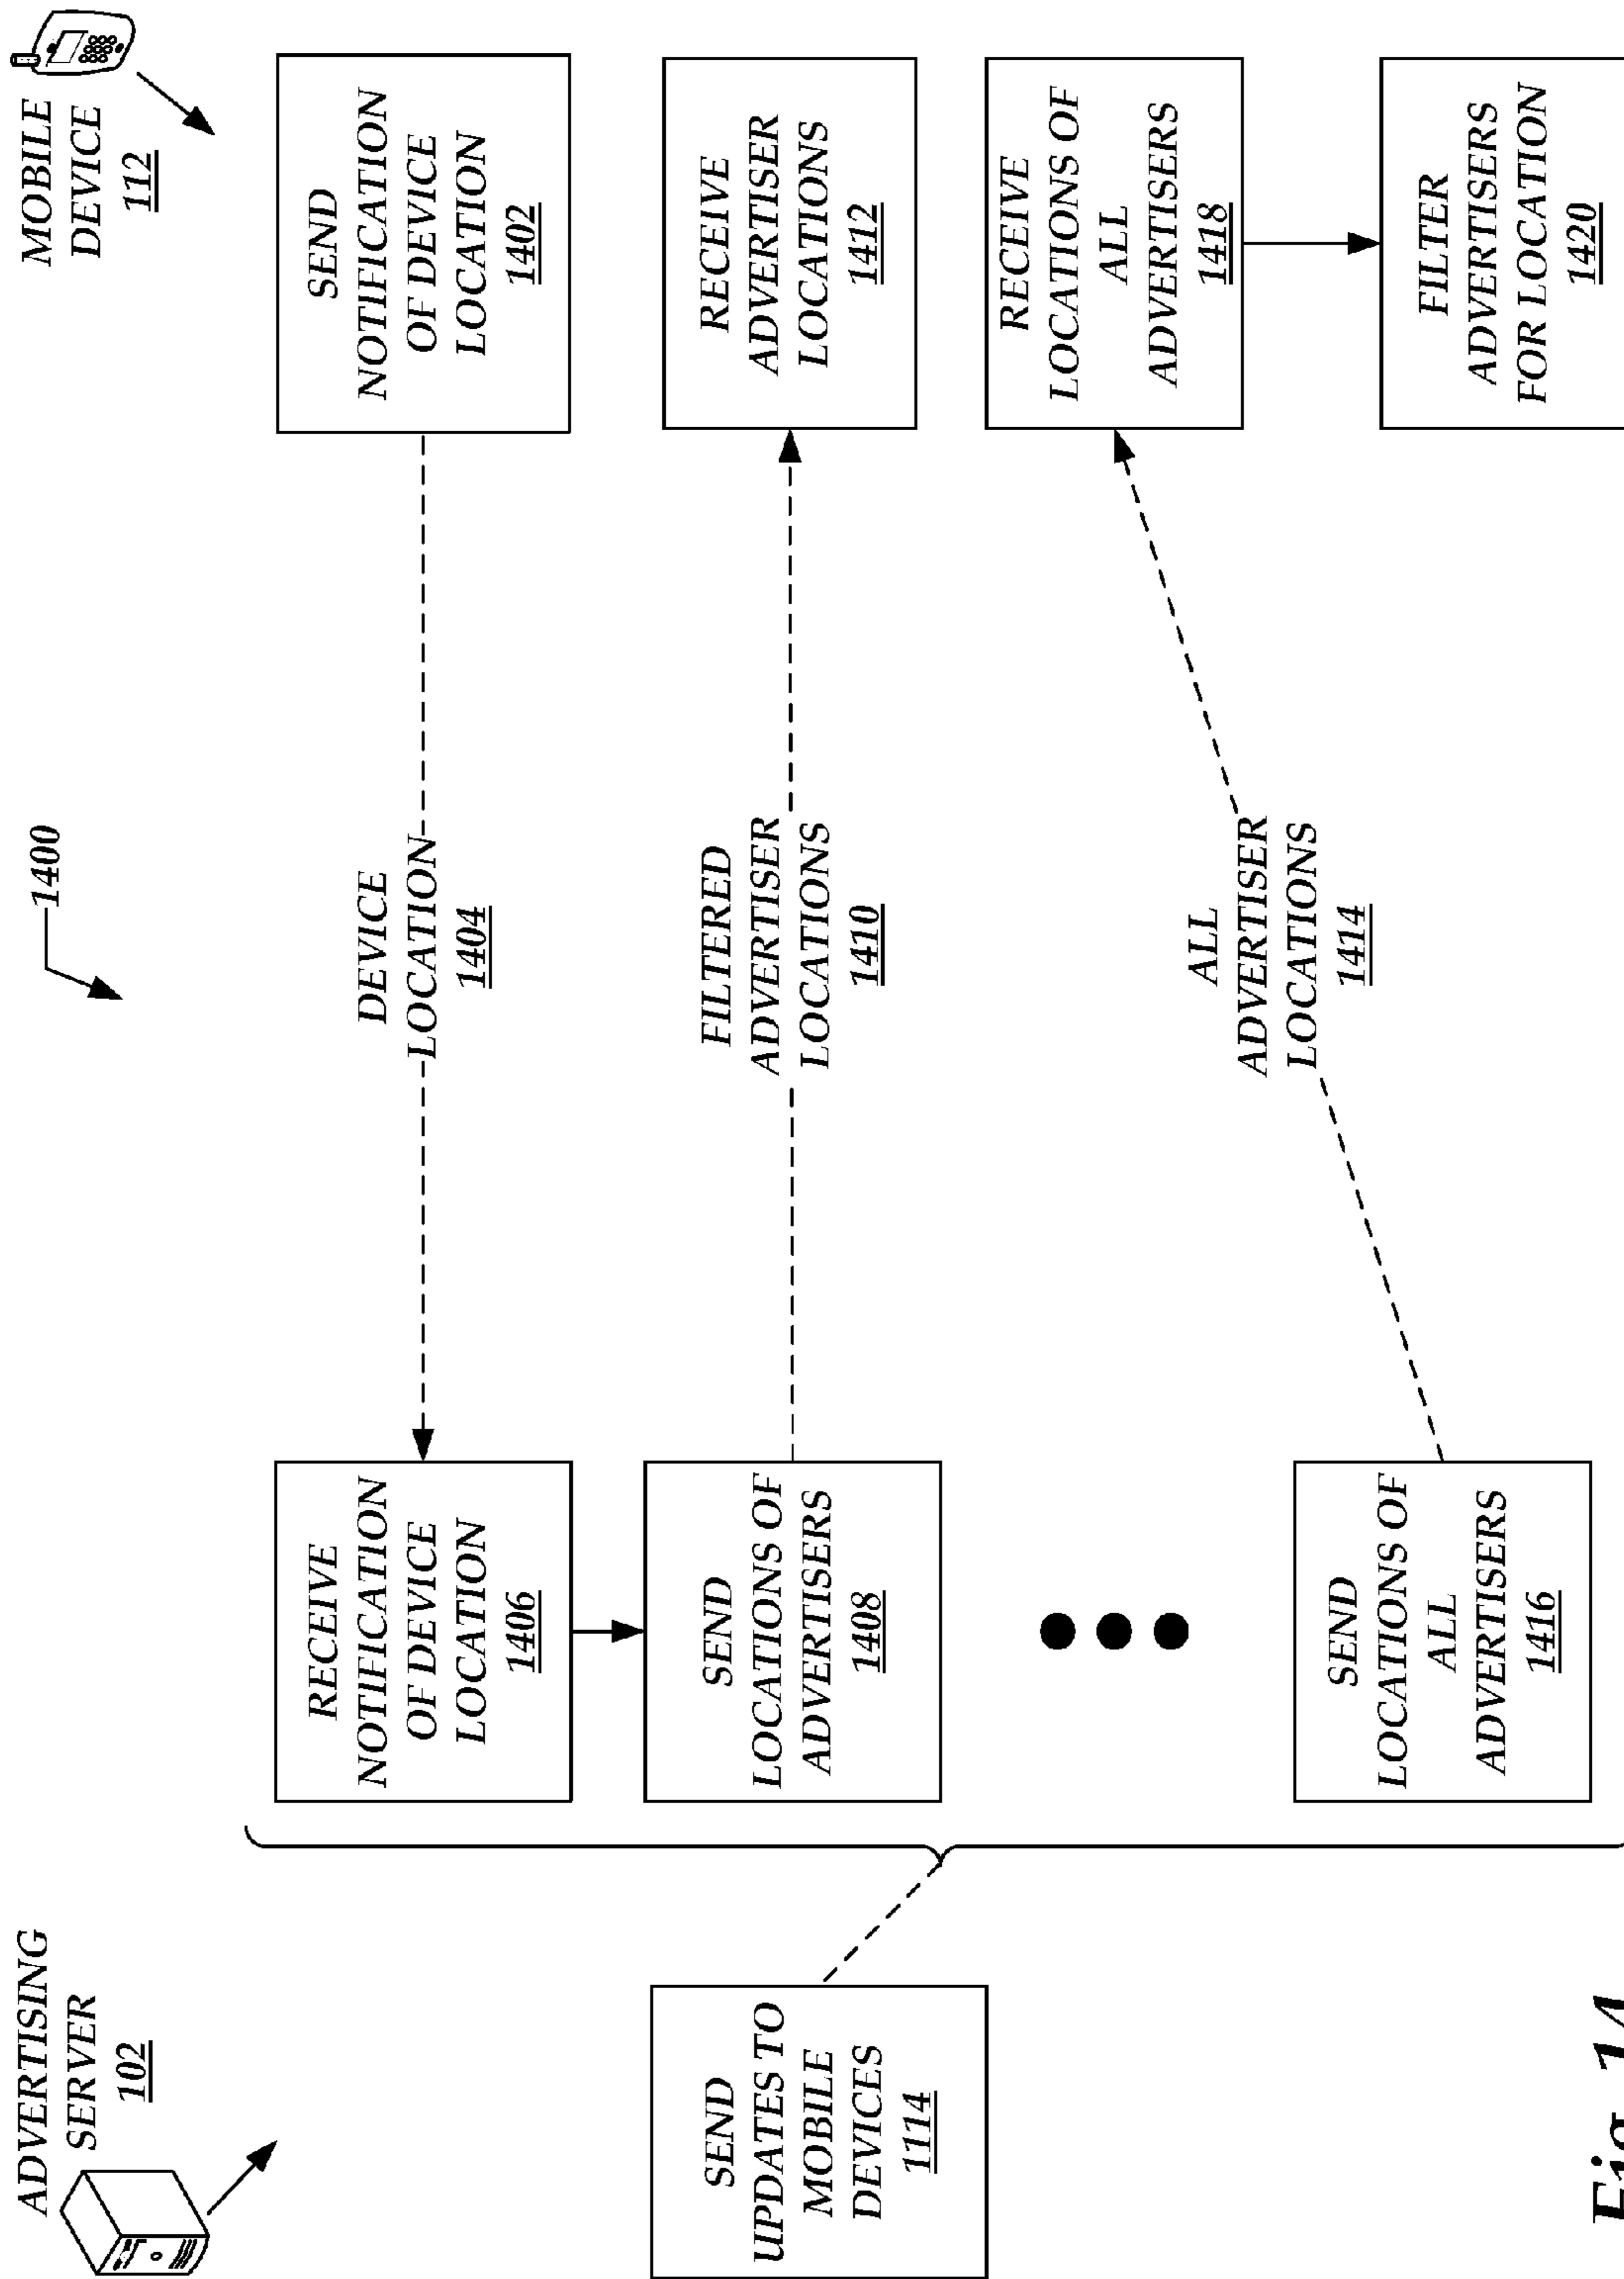 ADVERTISING
SERVER
102
1400
MOBILE
DEVICE
112
SEND
UPDATES TO
MOBILE
DEVICES
1114
RECEIVE
NOTIFICATION
OF DEVICE
LOCATION
1406
DEVICE
LOCATION
1404
SEND
NOTIFICATION
OF DEVICE
LOCATION
1402
SEND
LOCATIONS OF
ADVERTISERS
1408
FILTERED
ADVERTISER
LOCATIONS
1410
RECEIVE
ADVERTISER
LOCATIONS
1412
SEND
LOCATIONS OF
ALL
ADVERTISERS
1416
ALL
ADVERTISER
LOCATIONS
1414
RECEIVE
LOCATIONS OF
ALL
ADVERTISERS
1418
FILTER
ADVERTISERS
FOR LOCATION
1420
Fig. 14